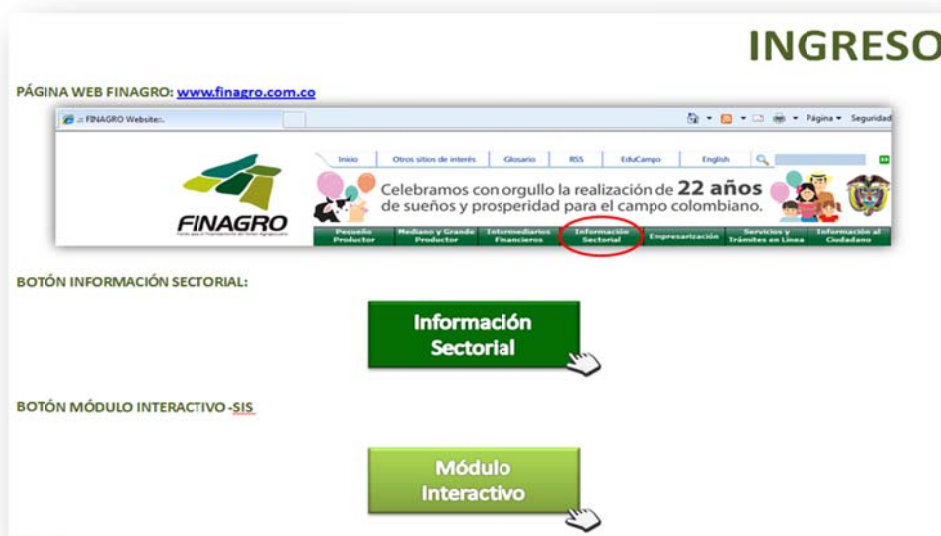 INGRESO
PÁGINA WEB FINAGRO: www.finagro.com.co
.:: FINAGRO Website::.
Página Seguridad
Inicio Otros sitios de interés Glosario RSS EduCampo English
Celebramos con orgullo la realización de 22 años
de sueños y prosperidad para el campo colombiano.
FINAGRO
Pequeño Productor Mediano y Grande Productor Intermediarios Financieros Información Sectorial Empresarización Servicios y Trámites en Línea Información al Ciudadano
BOTÓN INFORMACIÓN SECTORIAL:
Información
Sectorial
BOTÓN MÓDULO INTERACTIVO -SIS
Módulo
Interactivo